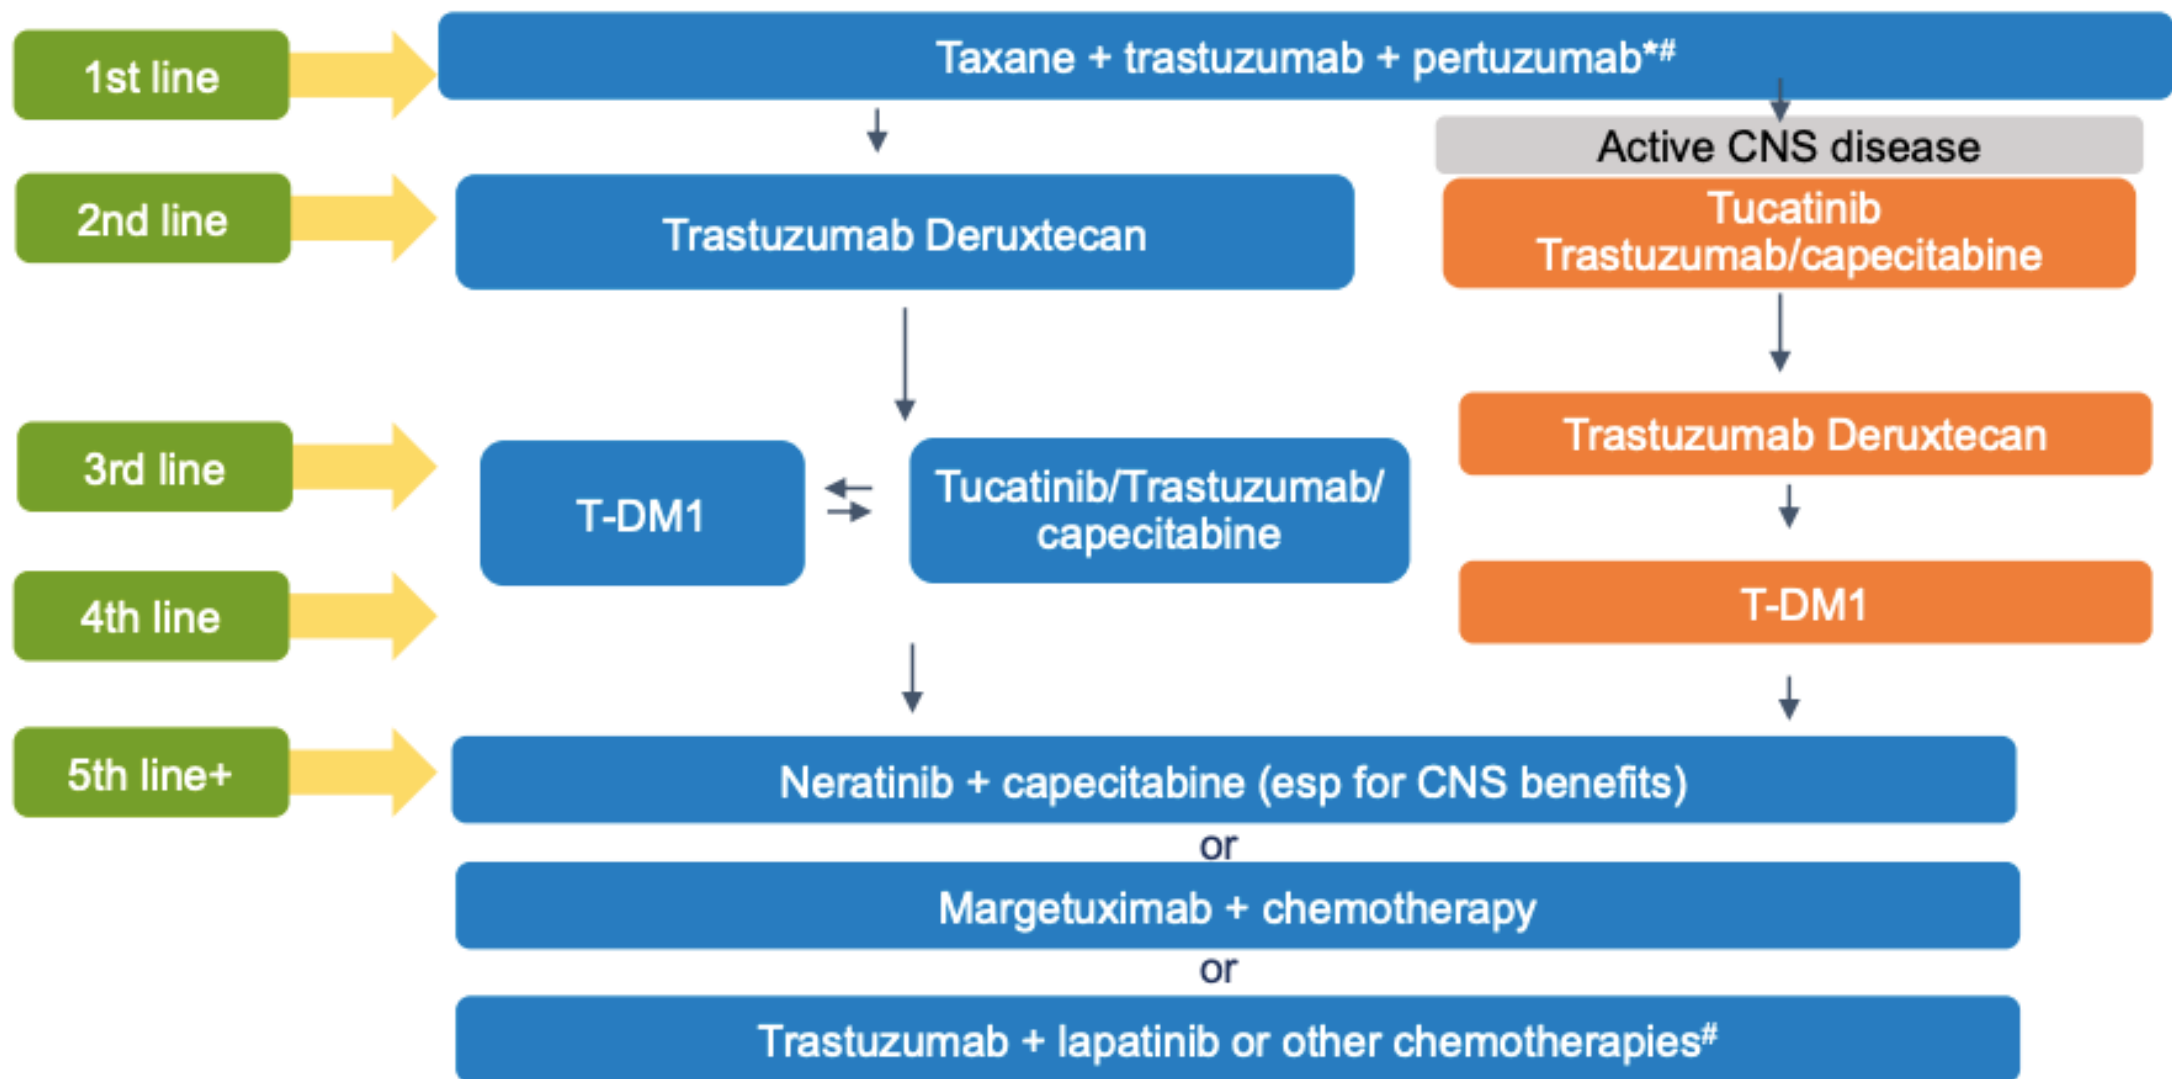 1st line
Taxane + trastuzumab + pertuzumab*#
Active CNS disease
2nd line
Trastuzumab Deruxtecan
Tucatinib
Trastuzumab/capecitabine
3rd line
T-DM1
Tucatinib/Trastuzumab/
capecitabine
Trastuzumab Deruxtecan
4th line
T-DM1
5th line+
Neratinib + capecitabine (esp for CNS benefits)
or
Margetuximab + chemotherapy
or
Trastuzumab + lapatinib or other chemotherapies#